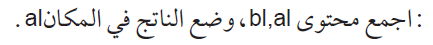 : اجمع محتوى bl,al، وضع الناتج في المكانal .